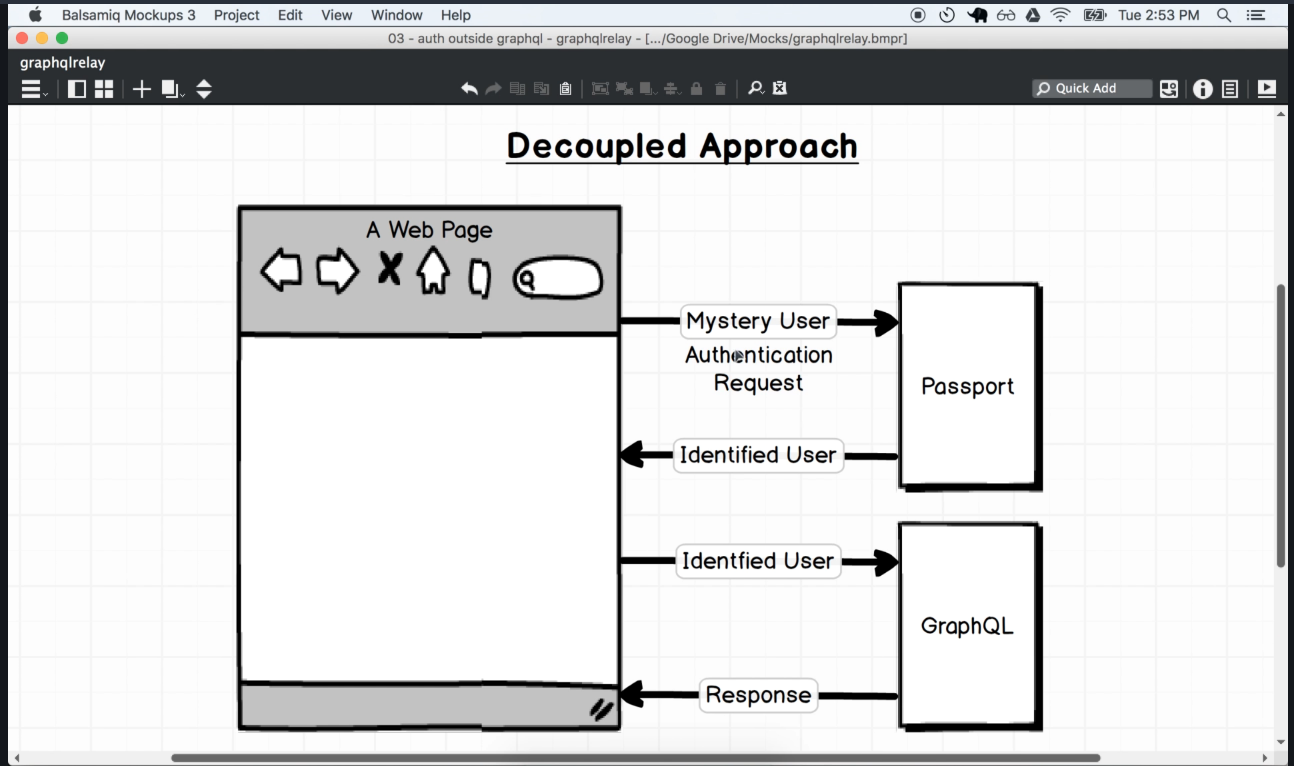 Balsamiq Mockups 3 Project Edit View Window Help Tue 2:53 PM
03 - auth outside graphql - graphqlrelay - [.../Google Drive/Mocks/graphqlrelay.bmpr]
graphqlrelay
Quick Add
Decoupled Approach
A Web Page
Mystery User
Authentication
Request
Passport
Identified User
Identfied User
GraphQL
Response